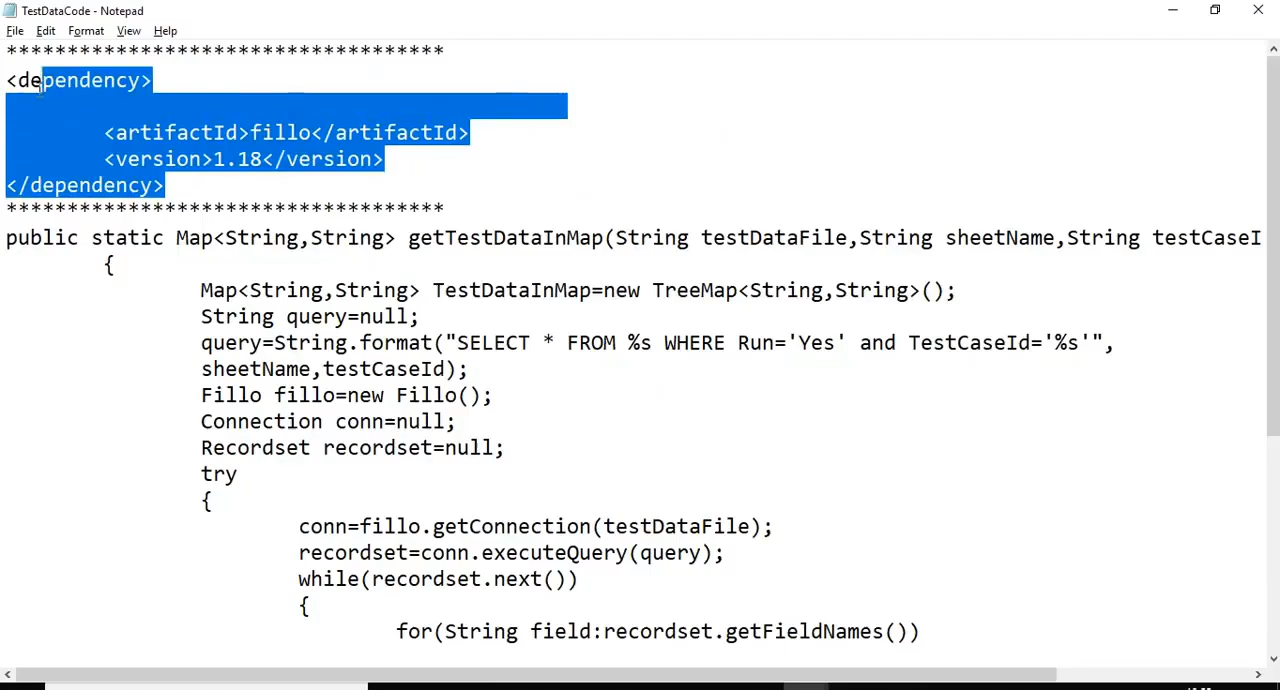 TestDataCode - Notepad
File Edit Format View Help
************************************
<dependency>
<artifactId>fillo</artifactId>
<version>1.18</version>
</dependency>
************************************
public static Map<String,String> getTestDataInMap(String testDataFile,String sheetName,String testCaseI
{
Map<String,String> TestDataInMap=new TreeMap<String,String>();
String query=null;
query=String.format("SELECT * FROM %s WHERE Run='Yes' and TestCaseId='%s'",
sheetName,testCaseId);
Fillo fillo=new Fillo();
Connection conn=null;
Recordset recordset=null;
try
{
conn=fillo.getConnection(testDataFile);
recordset=conn.executeQuery(query);
while(recordset.next())
{
for(String field:recordset.getFieldNames())